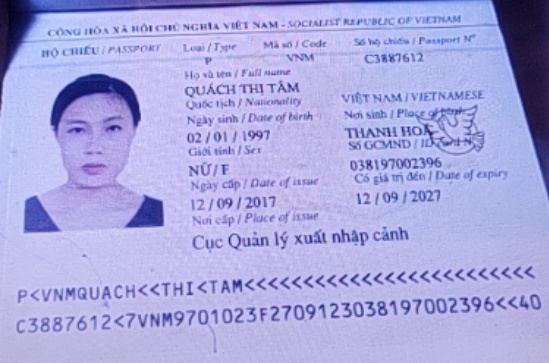 CỘNG HÒA XÃ HỘI CHỦ NGHĨA VIỆT NAM - SOCIALIST REPUBLIC OF VIETNAM
HỘ CHIẾU / PASSPORT Loại / Type Mã số / Code Số hộ chiếu / Passport Nº
P VNM C3887612
Họ và tên / Full name
QUÁCH THỊ TÂM
Quốc tịch / Nationality VIỆT NAM / VIETNAMESE
Ngày sinh / Date of birth Nơi sinh / Place of
02 / 01 / 1997 THANH HOÁ
Giới tính / Sex Số GCMND / ID
NỮ / F 038197002396
Ngày cấp / Date of issue Có giá trị đến / Date of expiry
12 / 09 / 2017 12 / 09 / 2027
Nơi cấp / Place of issue
Cục Quản lý xuất nhập cảnh
P<VNMQUACH<<THI<TAM<<<<<<<<<<<<<<<<<<<<<<<<<
C3887612<7VNM9701023F2709123038197002396<<40